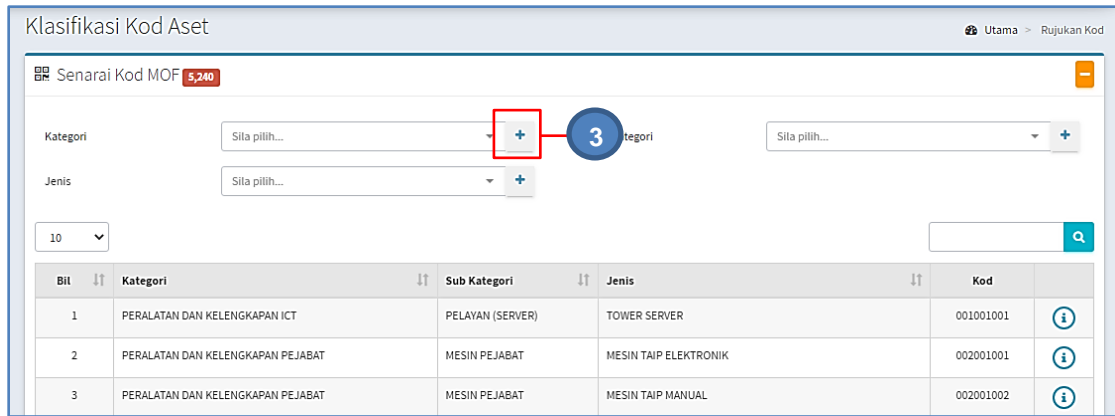 Klasifikasi Kod Aset
Utama > Rujukan Kod
Senarai Kod MOF 5,240
Kategori Sila pilih... + 3 tegori Sila pilih... +
Jenis Sila pilih... +
10
Bil Kategori Sub Kategori Jenis Kod
1 PERALATAN DAN KELENGKAPAN ICT PELAYAN (SERVER) TOWER SERVER 001001001
2 PERALATAN DAN KELENGKAPAN PEJABAT MESIN PEJABAT MESIN TAIP ELEKTRONIK 002001001
3 PERALATAN DAN KELENGKAPAN PEJABAT MESIN PEJABAT MESIN TAIP MANUAL 002001002